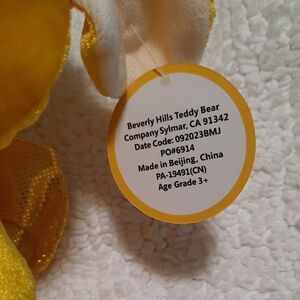 Beverly Hills Teddy Bear
Company Sylmar, CA 91342
Date Code: 092023BMJ
PO#6914
Made in Beijing, China
PA-19491(CN)
Age Grade 3+